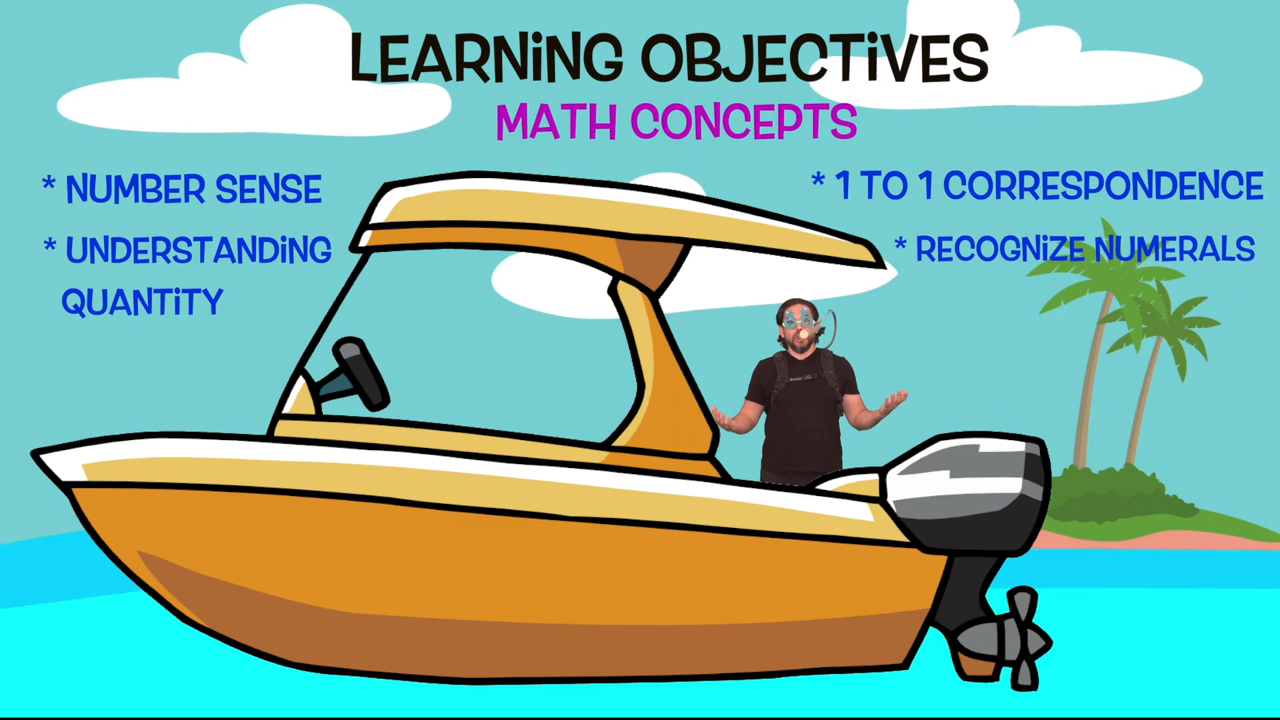 LEARNiNG OBJECTiVES
MATH CONCEPTS
* NUMBER SENSE
* UNDERSTANDiNG
QUANTiTY
* 1 TO 1 CORRESPONDENCE
* RECOGNiZE NUMERALS